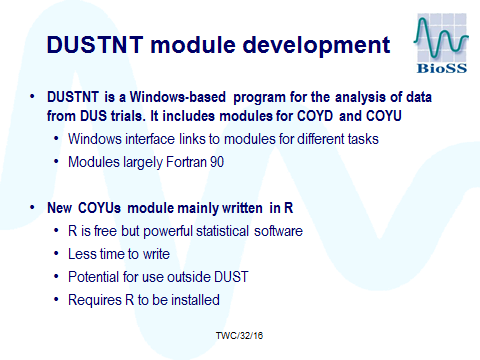 DUSTNT module development
BioSS
• DUSTNT is a Windows-based program for the analysis of data
from DUS trials. It includes modules for COYD and COYU
• Windows interface links to modules for different tasks
• Modules largely Fortran 90
• New COYUs module mainly written in R
• R is free but powerful statistical software
• Less time to write
• Potential for use outside DUST
• Requires R to be installed
TWC/32/16